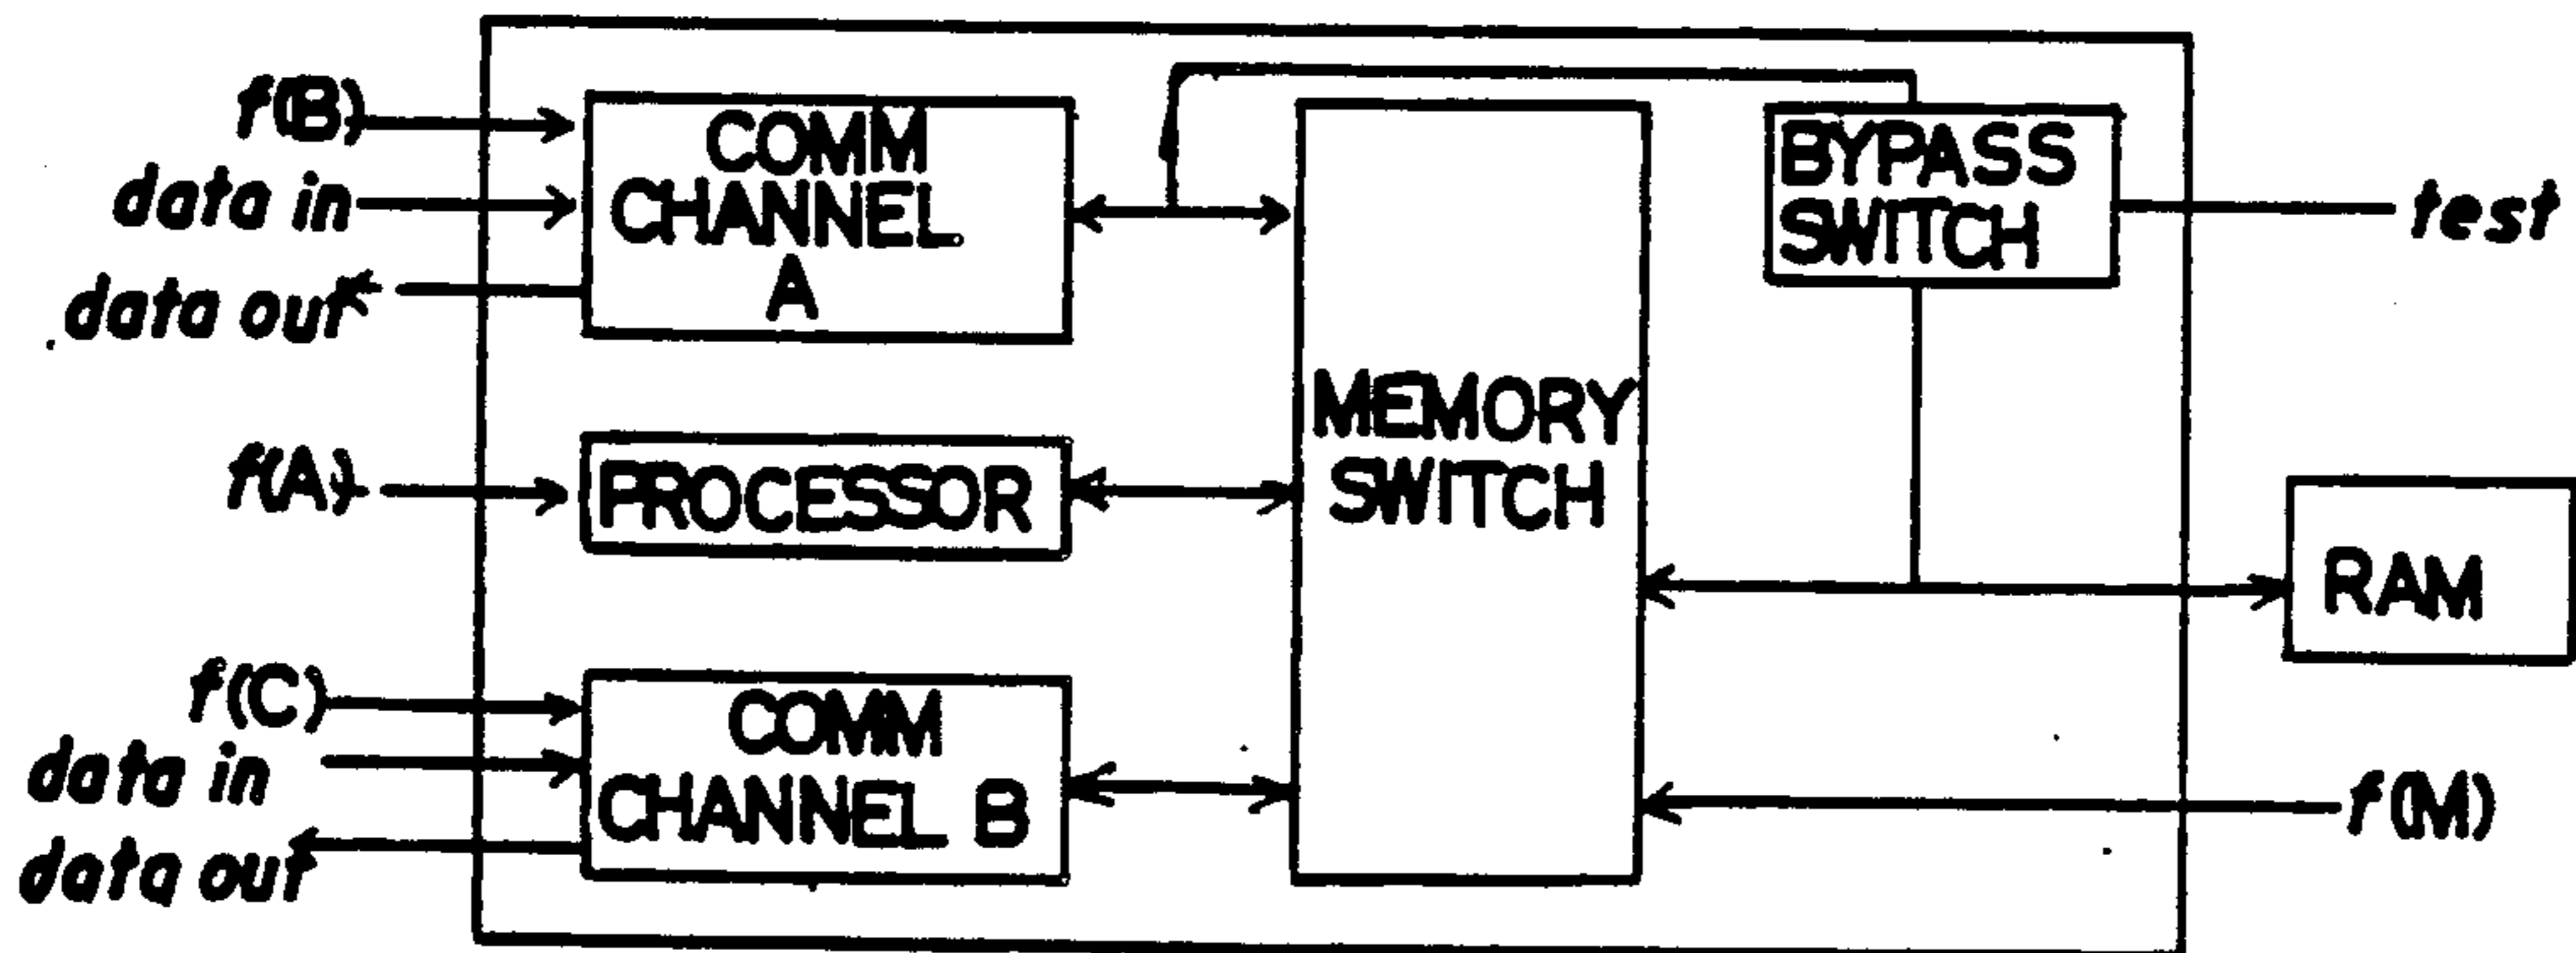 f(B)
data in
data out
COMM
CHANNEL
A
BYPASS
SWITCH
test
MEMORY
SWITCH
f(A)
PROCESSOR
RAM
f(C)
data in
data out
COMM
CHANNEL B
f(M)